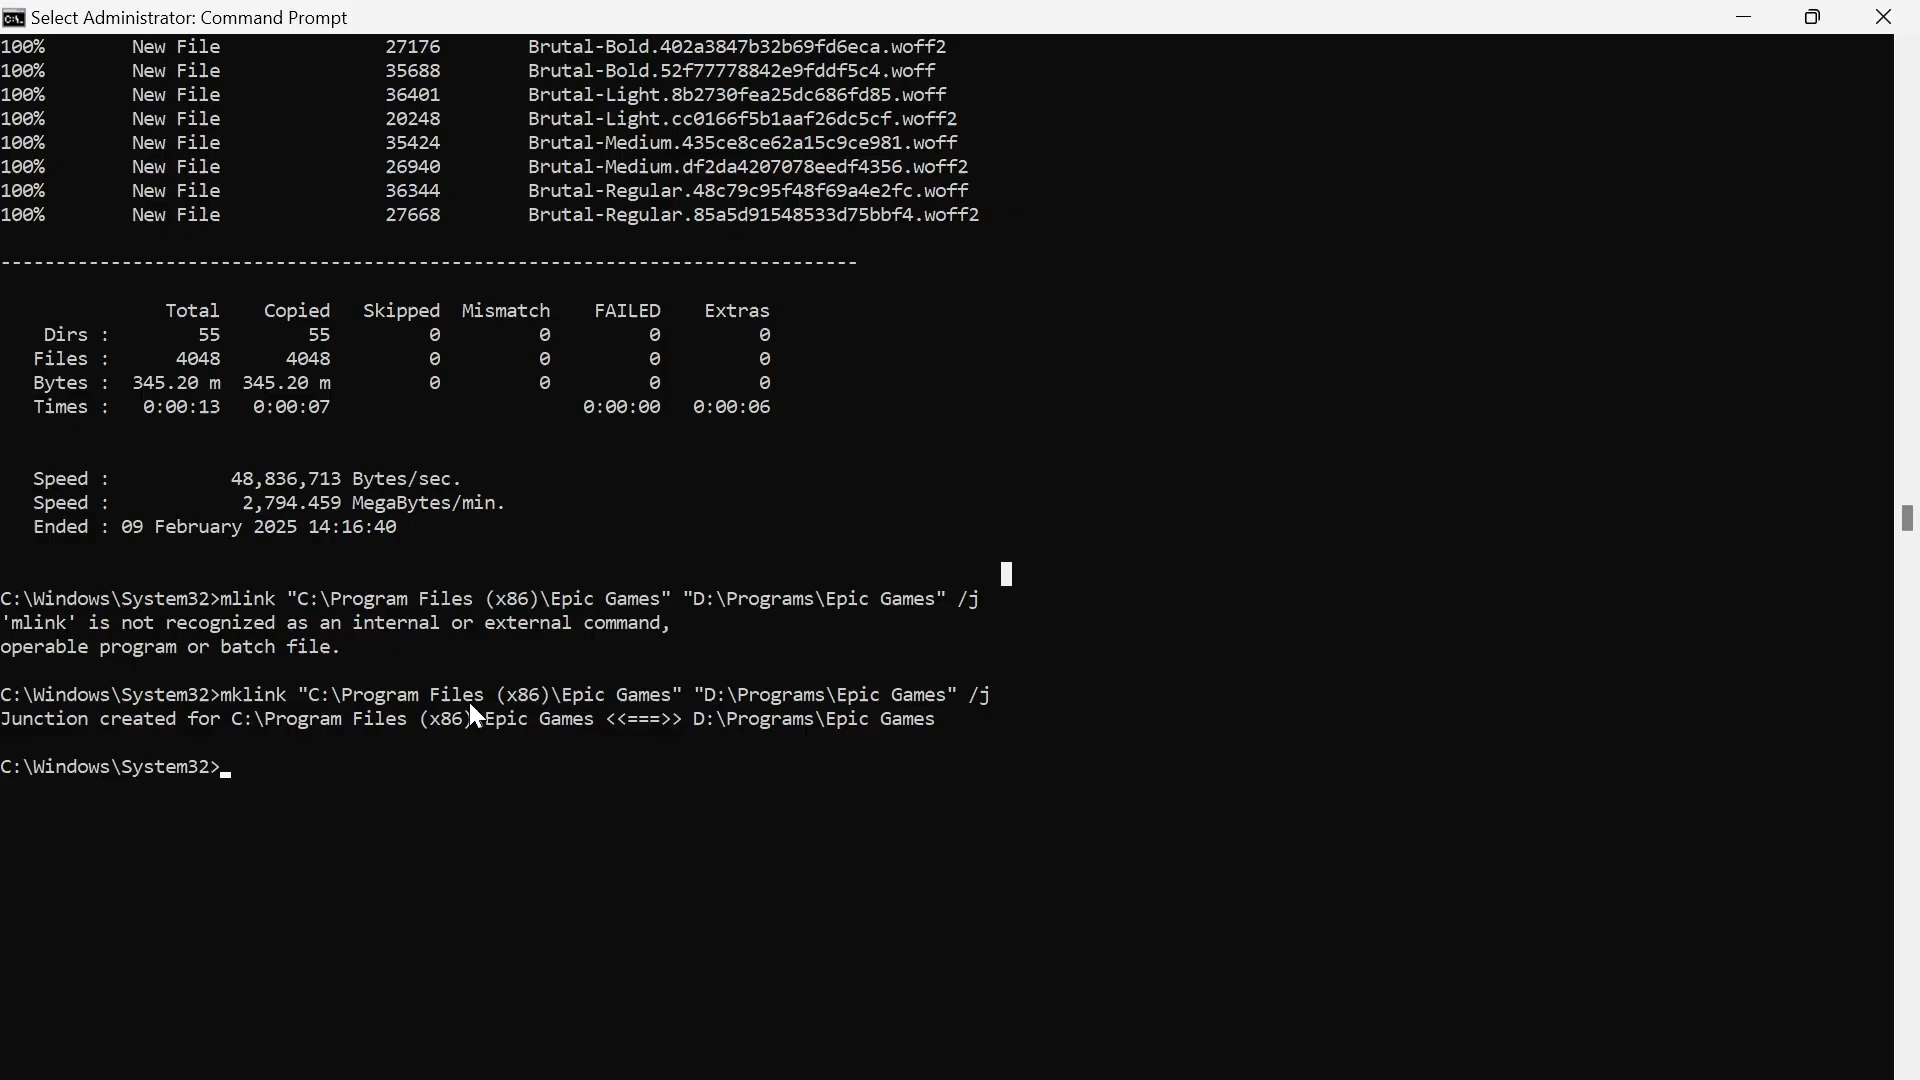 Select Administrator: Command Prompt
100% New File 27176 Brutal-Bold.402a3847b32b69fd6eca.woff2
100% New File 35688 Brutal-Bold.52f77778842e9fddf5c4.woff
100% New File 36401 Brutal-Light.8b2730fea25dc686fd85.woff
100% New File 20248 Brutal-Light.cc0166f5b1aaf26dc5cf.woff2
100% New File 35424 Brutal-Medium.435ce8ce62a15c9ce981.woff
100% New File 26940 Brutal-Medium.df2da4207078eedf4356.woff2
100% New File 36344 Brutal-Regular.48c79c95f48f69a4e2fc.woff
100% New File 27668 Brutal-Regular.85a5d91548533d75bbf4.woff2
------------------------------------------------------------------------------
Total Copied Skipped Mismatch FAILED Extras
Dirs : 55 55 0 0 0 0
Files : 4048 4048 0 0 0 0
Bytes : 345.20 m 345.20 m 0 0 0 0
Times : 0:00:13 0:00:07 0:00:00 0:00:06
Speed : 48,836,713 Bytes/sec.
Speed : 2,794.459 MegaBytes/min.
Ended : 09 February 2025 14:16:40
C:\Windows\System32>mlink "C:\Program Files (x86)\Epic Games" "D:\Programs\Epic Games" /j
'mlink' is not recognized as an internal or external command,
operable program or batch file.
C:\Windows\System32>mklink "C:\Program Files (x86)\Epic Games" "D:\Programs\Epic Games" /j
Junction created for C:\Program Files (x86)\Epic Games <<===>> D:\Programs\Epic Games
C:\Windows\System32>